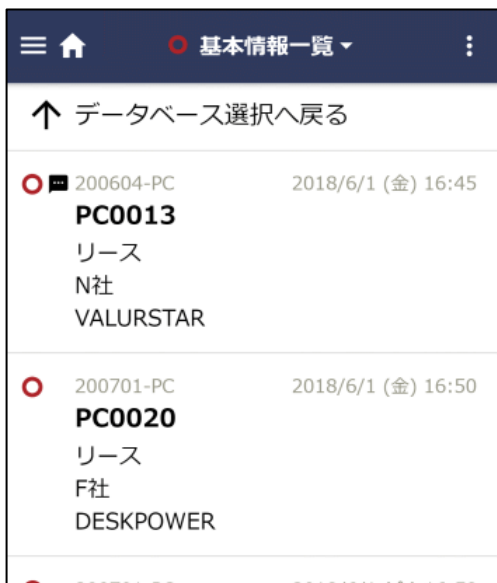 基本情報一覧
データベース選択へ戻る
200604-PC 2018/6/1 (金) 16:45
PC0013
リース
N社
VALURSTAR
200701-PC 2018/6/1 (金) 16:50
PC0020
リース
F社
DESKPOWER